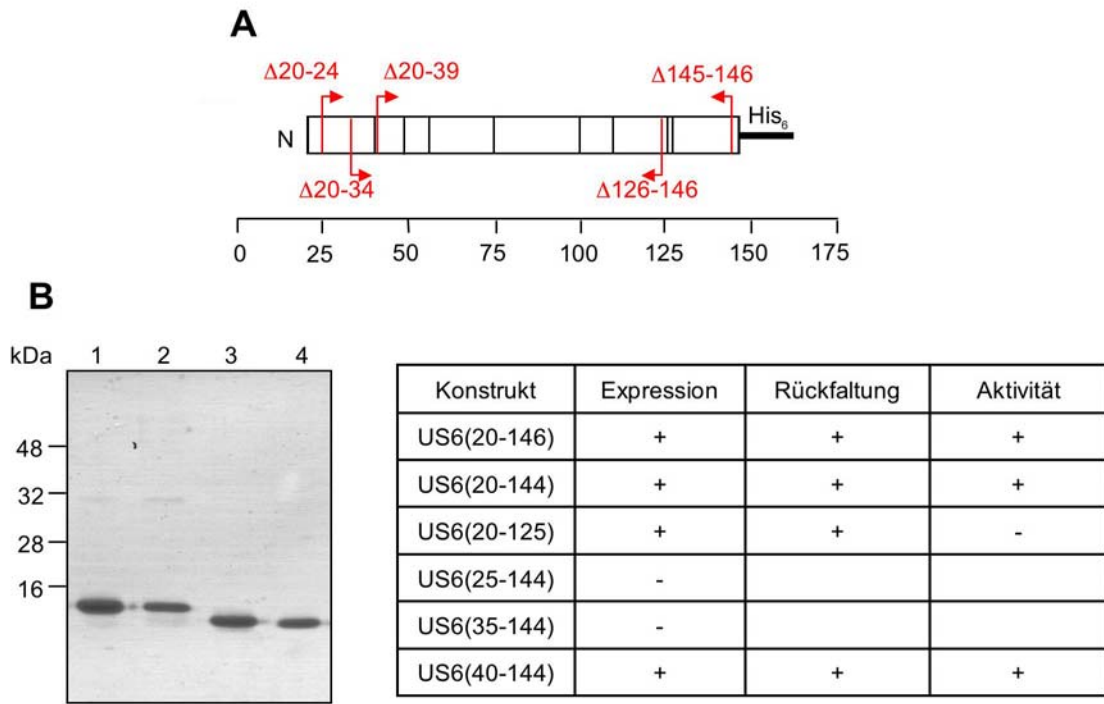 A
Δ20-24 Δ20-39 Δ145-146
N His₆
Δ20-34 Δ126-146
0 25 50 75 100 125 150 175
B
kDa 1 2 3 4
48
32
28
16
Konstrukt Expression Rückfaltung Aktivität
US6(20-146) + + +
US6(20-144) + + +
US6(20-125) + + -
US6(25-144) -
US6(35-144) -
US6(40-144) + + +